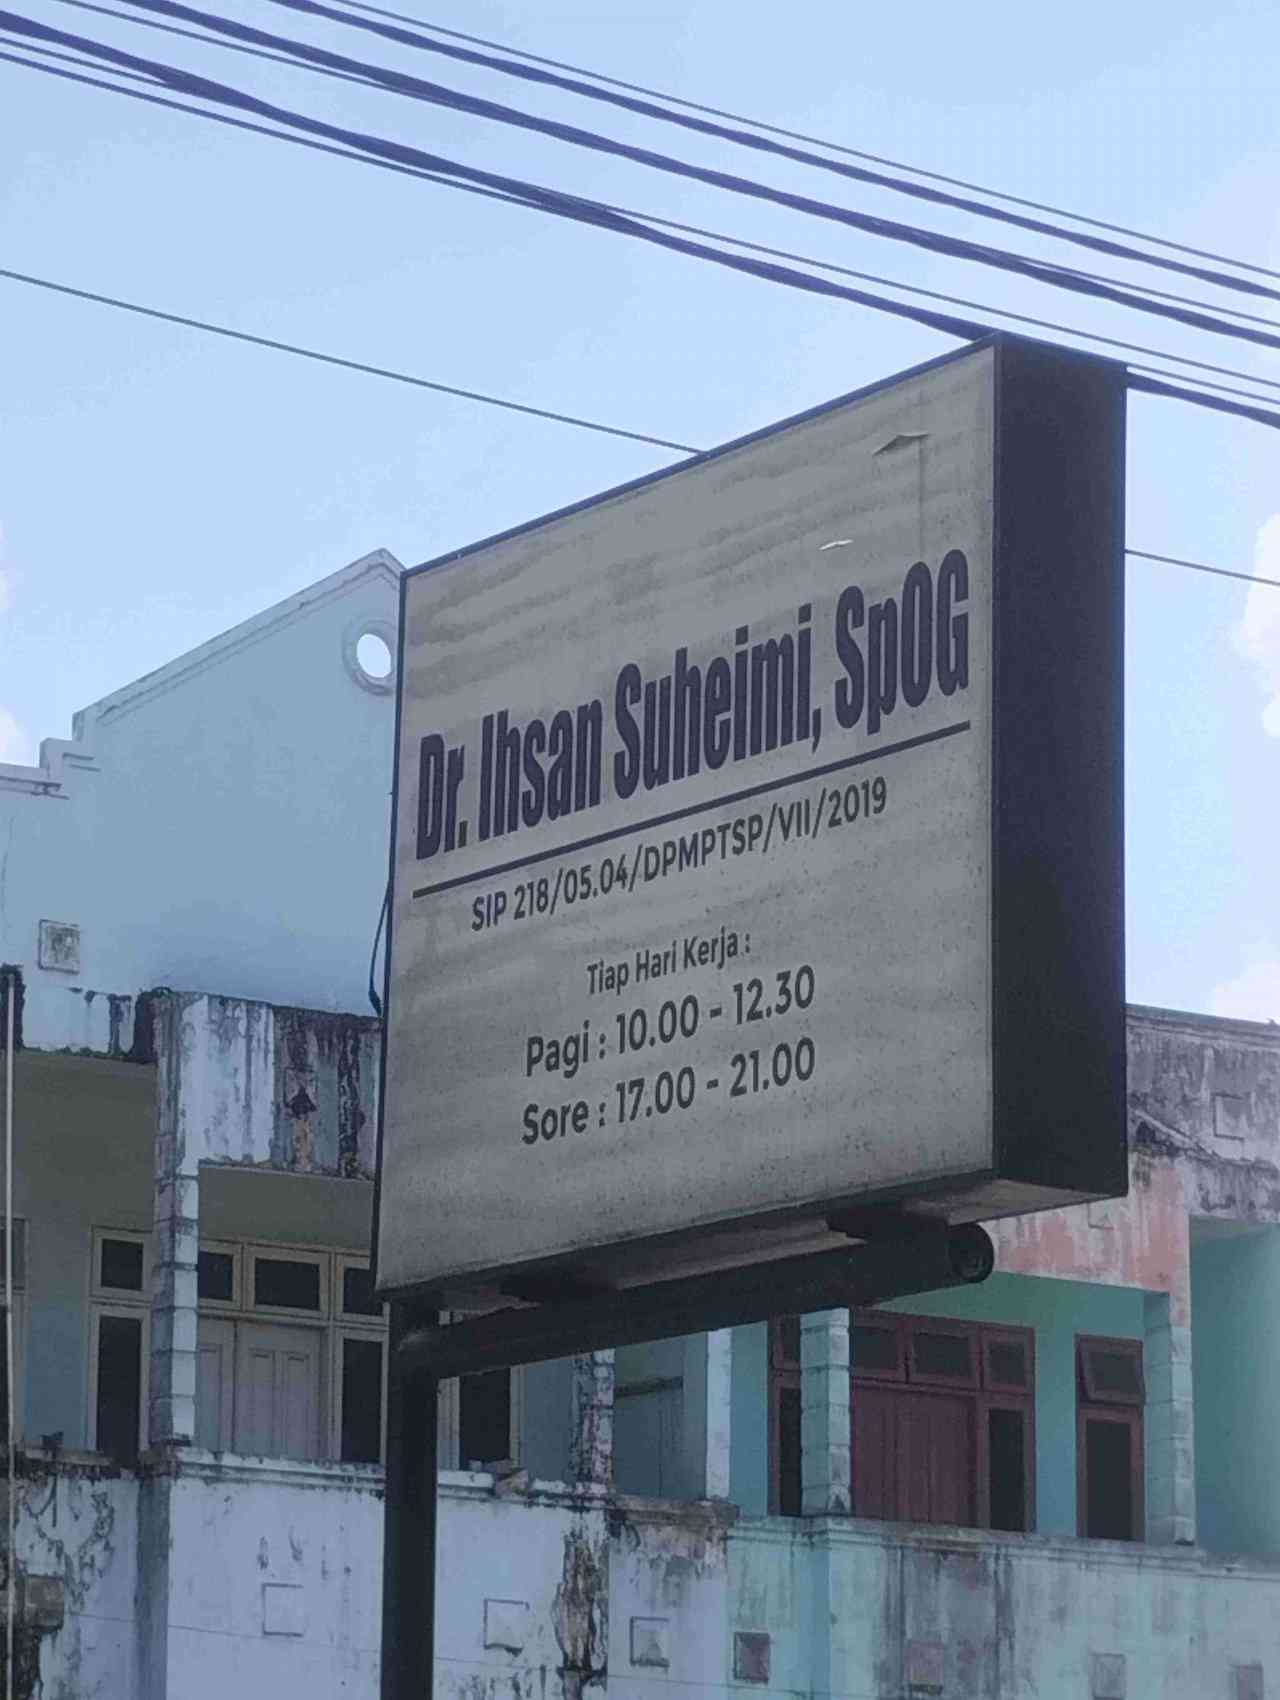 Dr. Ihsan Suheimi, SpOG
SIP 218/05.04/DPMPTSP/VII/2019
Tiap Hari Kerja :
Pagi : 10.00 - 12.30
Sore : 17.00 - 21.00